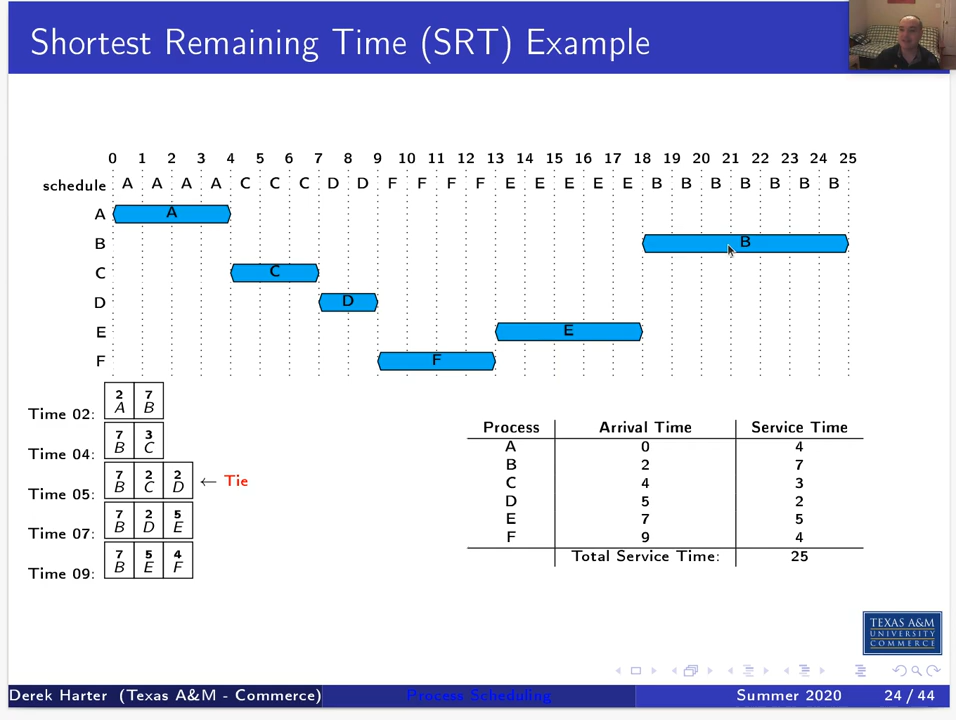 Shortest Remaining Time (SRT) Example
0 1 2 3 4 5 6 7 8 9 10 11 12 13 14 15 16 17 18 19 20 21 22 23 24 25
schedule A A A A C C C D D F F F F E E E E E B B B B B B B
A A
B B
C C
D D
E E
F F
2 7
Time 02: A B
7 3
Time 04: B C
7 2 2
Time 05: B C D ← Tie
7 2 5
Time 07: B D E
7 5 4
Time 09: B E F
Process Arrival Time Service Time
A 0 4
B 2 7
C 4 3
D 5 2
E 7 5
F 9 4
Total Service Time: 25
TEXAS A&M
UNIVERSITY
COMMERCE
Derek Harter (Texas A&M - Commerce) Process Scheduling Summer 2020 24 / 44